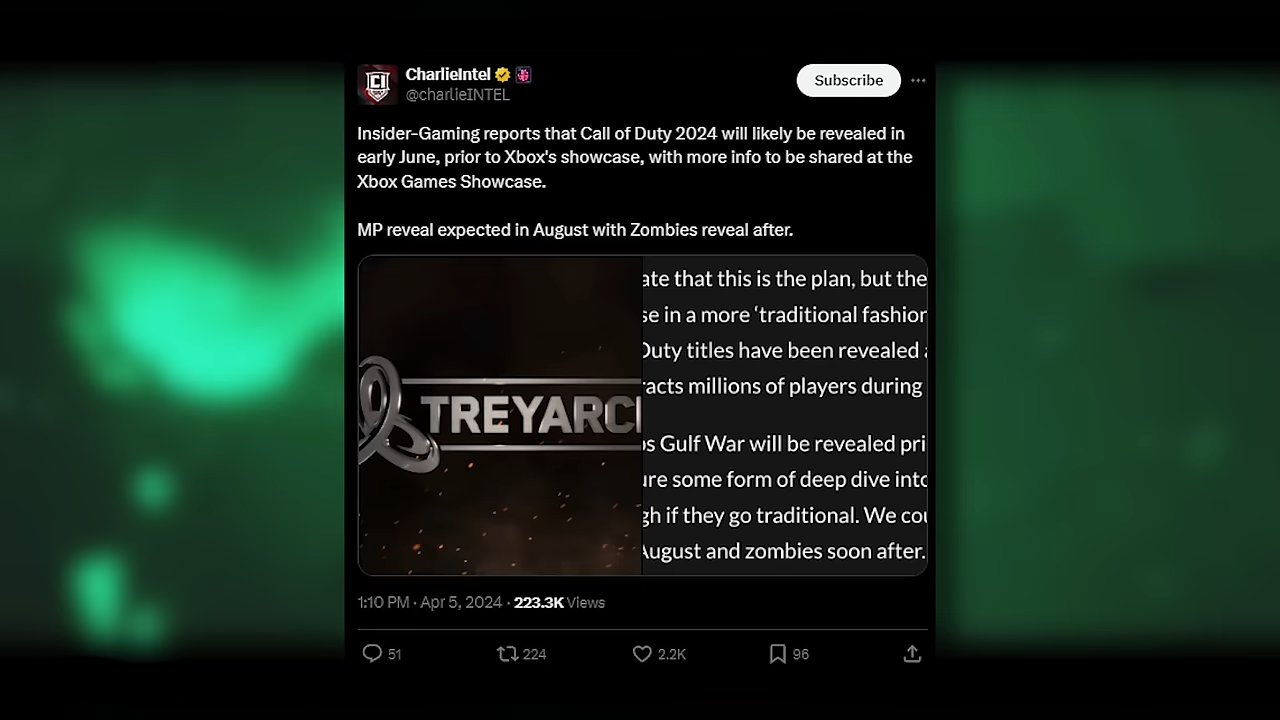 CharlieIntel
@charlieINTEL
Subscribe
Insider-Gaming reports that Call of Duty 2024 will likely be revealed in
early June, prior to Xbox's showcase, with more info to be shared at the
Xbox Games Showcase.
MP reveal expected in August with Zombies reveal after.
TREYARC
ate that this is the plan, but the
se in a more ‘traditional fashion
Duty titles have been revealed a
racts millions of players during
os Gulf War will be revealed pri
ure some form of deep dive into
gh if they go traditional. We cou
August and zombies soon after.
1:10 PM · Apr 5, 2024 · 223.3K Views
51
224
2.2K
96